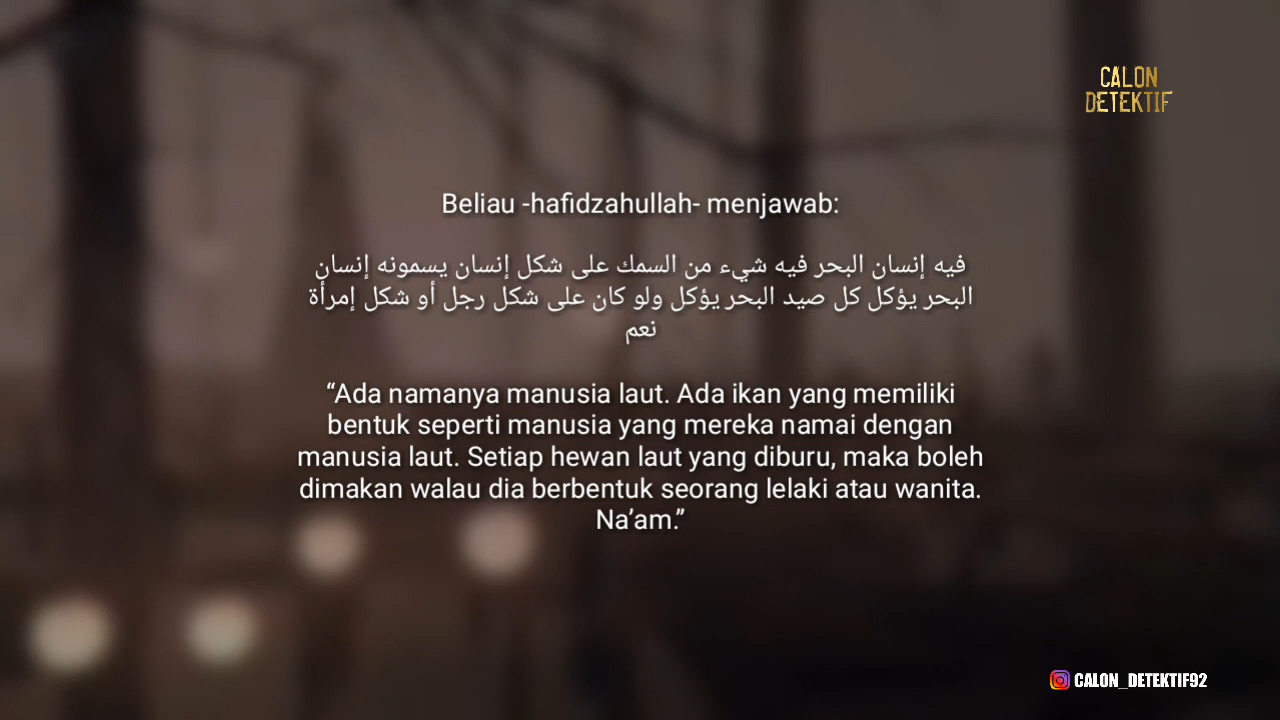 CALON
DETEKTIF
Beliau -hafidzahullah- menjawab:
فيه إنسان البحر فيه شيء من السمك على شكل إنسان يسمونه إنسان
البحر يؤكل كل صيد البحر يؤكل ولو كان على شكل رجل أو شكل إمرأة
نعم
“Ada namanya manusia laut. Ada ikan yang memiliki
bentuk seperti manusia yang mereka namai dengan
manusia laut. Setiap hewan laut yang diburu, maka boleh
dimakan walau dia berbentuk seorang lelaki atau wanita.
Na’am.”
CALON_DETEKTIF92